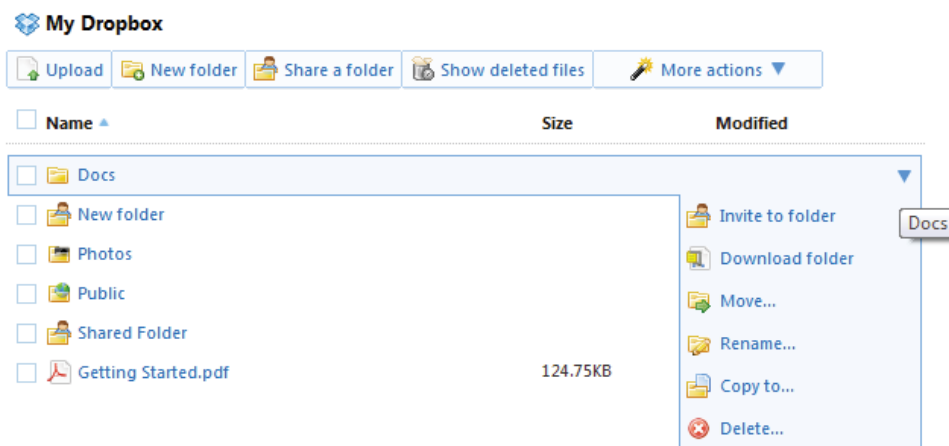 My Dropbox
Upload New folder Share a folder Show deleted files More actions
Name Size Modified
Docs
New folder Invite to folder Docs
Photos Download folder
Public Move...
Shared Folder Rename...
Getting Started.pdf 124.75KB Copy to...
Delete...